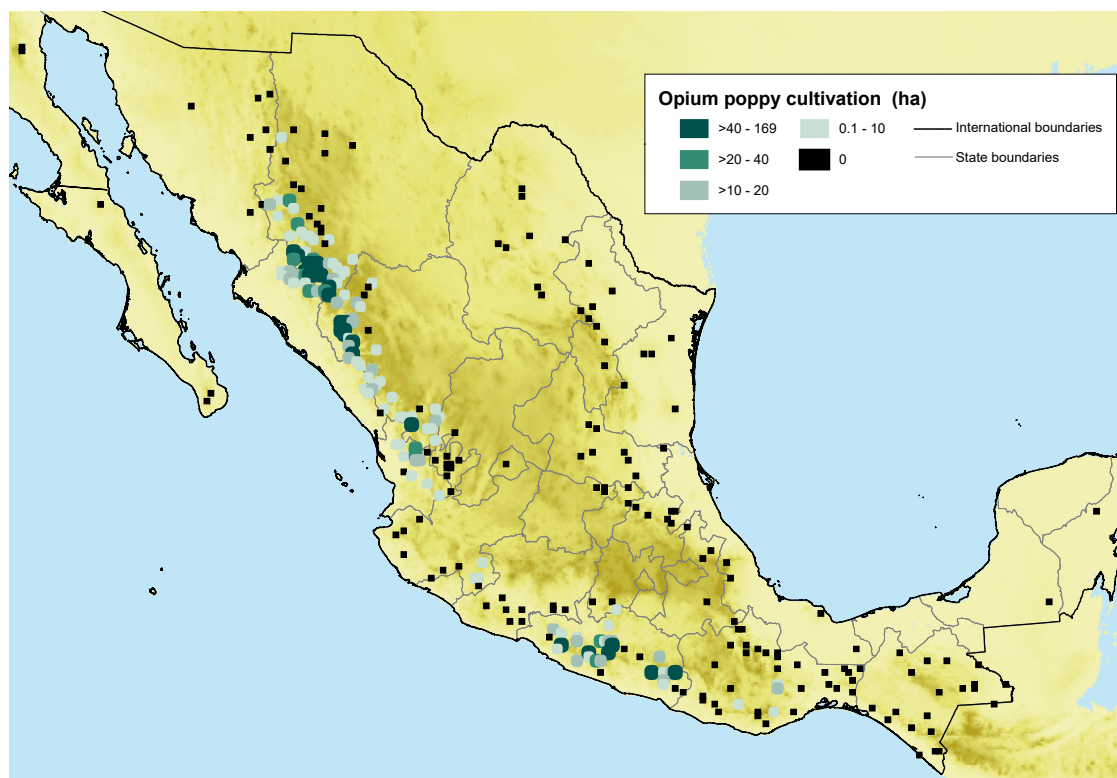 Opium poppy cultivation (ha)
>40 - 169
0.1 - 10
International boundaries
>20 - 40
0
State boundaries
>10 - 20